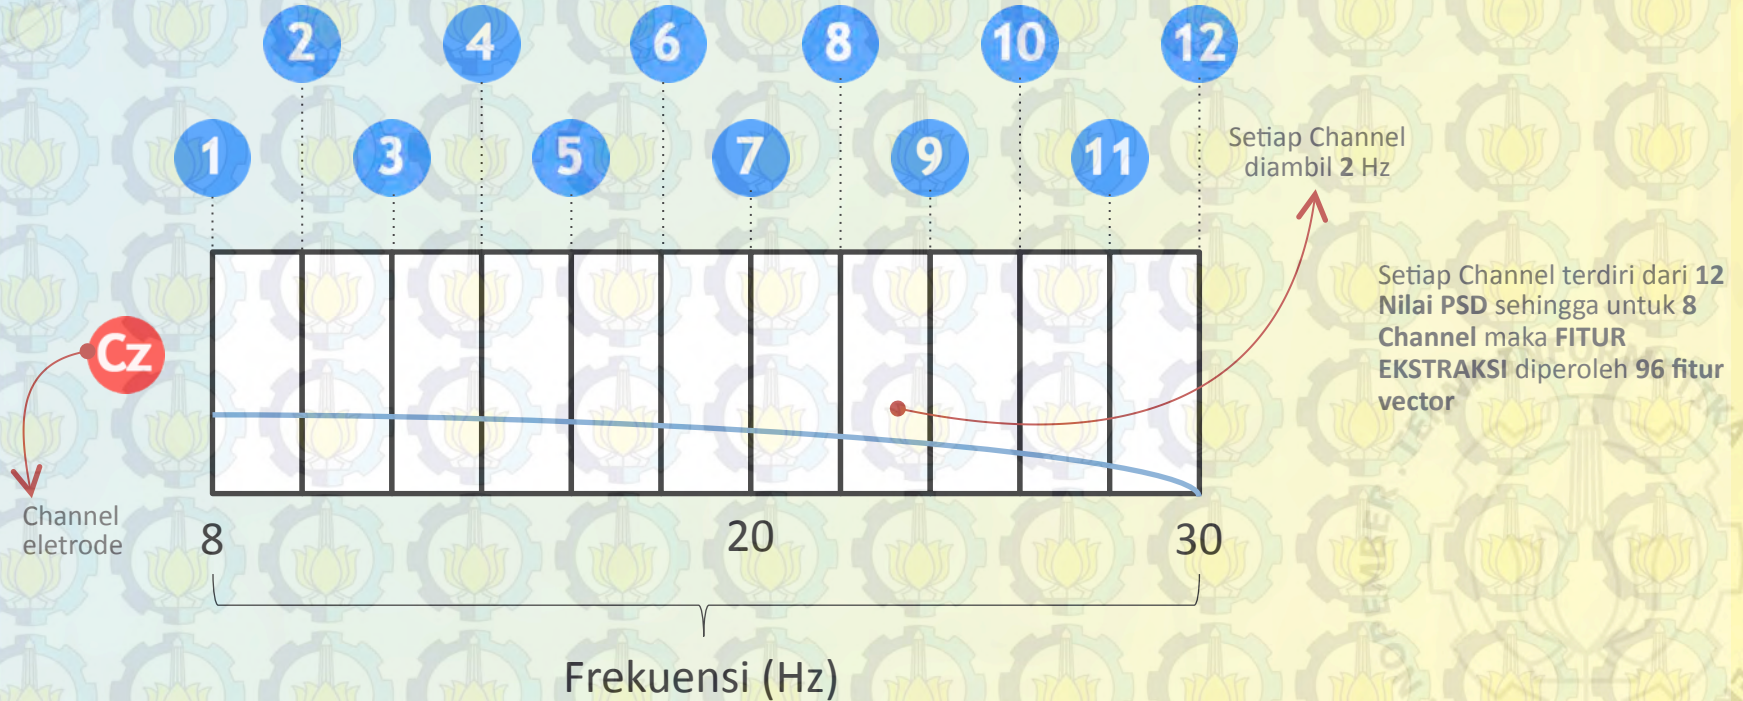 2
4
6
8
10
12
1
3
5
7
9
11
Setiap Channel
diambil 2 Hz
Setiap Channel terdiri dari 12
Nilai PSD sehingga untuk 8
Channel maka FITUR
EKSTRAKSI diperoleh 96 fitur
vector
Cz
Channel
eletrode
8
20
30
Frekuensi (Hz)